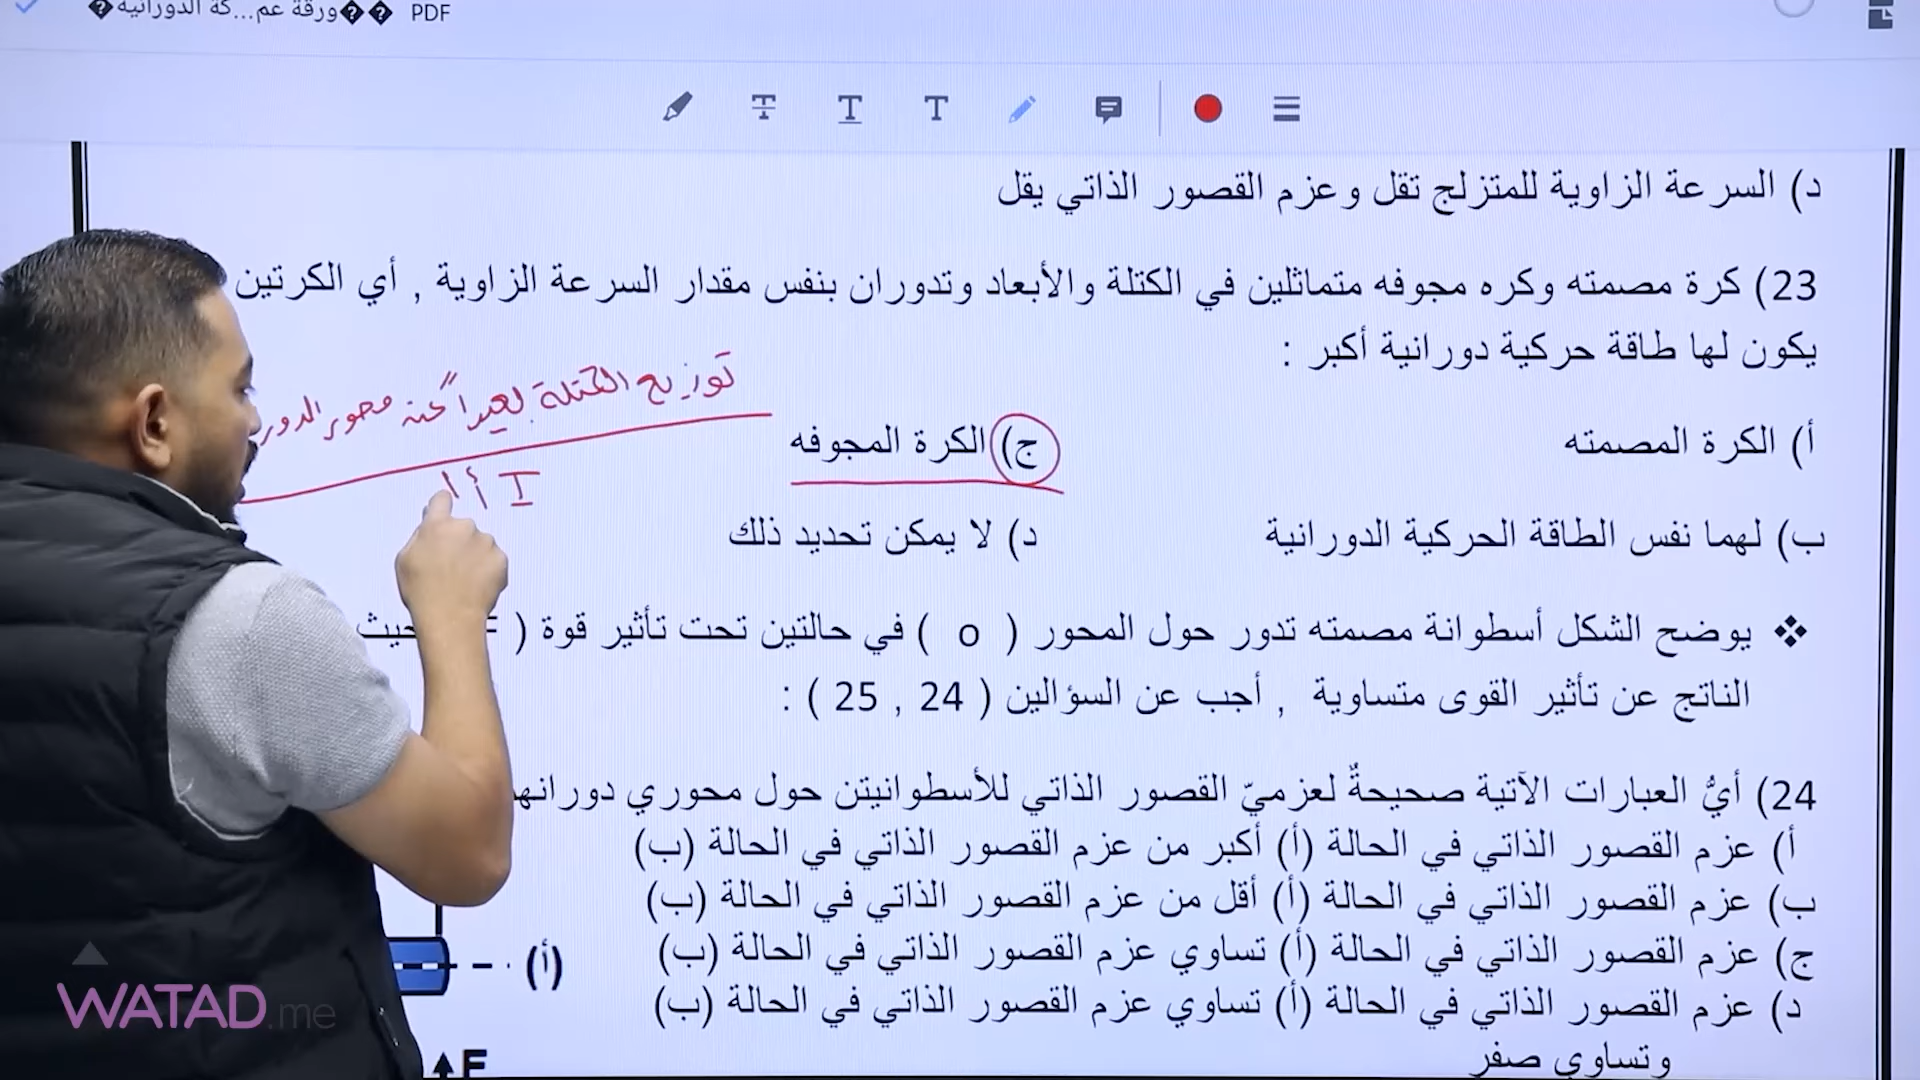 ورقة عم...كة الدورانية PDF
د) السرعة الزاوية للمتزلج تقل وعزم القصور الذاتي يقل
23) كرة مصمته وكره مجوفه متماثلين في الكتلة والأبعاد وتدوران بنفس مقدار السرعة الزاوية , أي الكرتين
يكون لها طاقة حركية دورانية أكبر :
توزيع الكتلة بعيداً عنه محور الدور
أ) الكرة المصمته
ج) الكرة المجوفه
I
ب) لهما نفس الطاقة الحركية الدورانية
د) لا يمكن تحديد ذلك
❖ يوضح الشكل أسطوانة مصمته تدور حول المحور ( o ) في حالتين تحت تأثير قوة ( F حيث
الناتج عن تأثير القوى متساوية , أجب عن السؤالين ( 24 , 25 ) :
24) أيُّ العبارات الآتية صحيحةٌ لعزميّ القصور الذاتي للأسطوانيتن حول محوري دورانه
أ) عزم القصور الذاتي في الحالة (أ) أكبر من عزم القصور الذاتي في الحالة (ب)
ب) عزم القصور الذاتي في الحالة (أ) أقل من عزم القصور الذاتي في الحالة (ب)
ج) عزم القصور الذاتي في الحالة (أ) تساوي عزم القصور الذاتي في الحالة (ب)
د) عزم القصور الذاتي في الحالة (أ) تساوي عزم القصور الذاتي في الحالة (ب)
وتساوي صفر
(أ)
F
WATAD.me